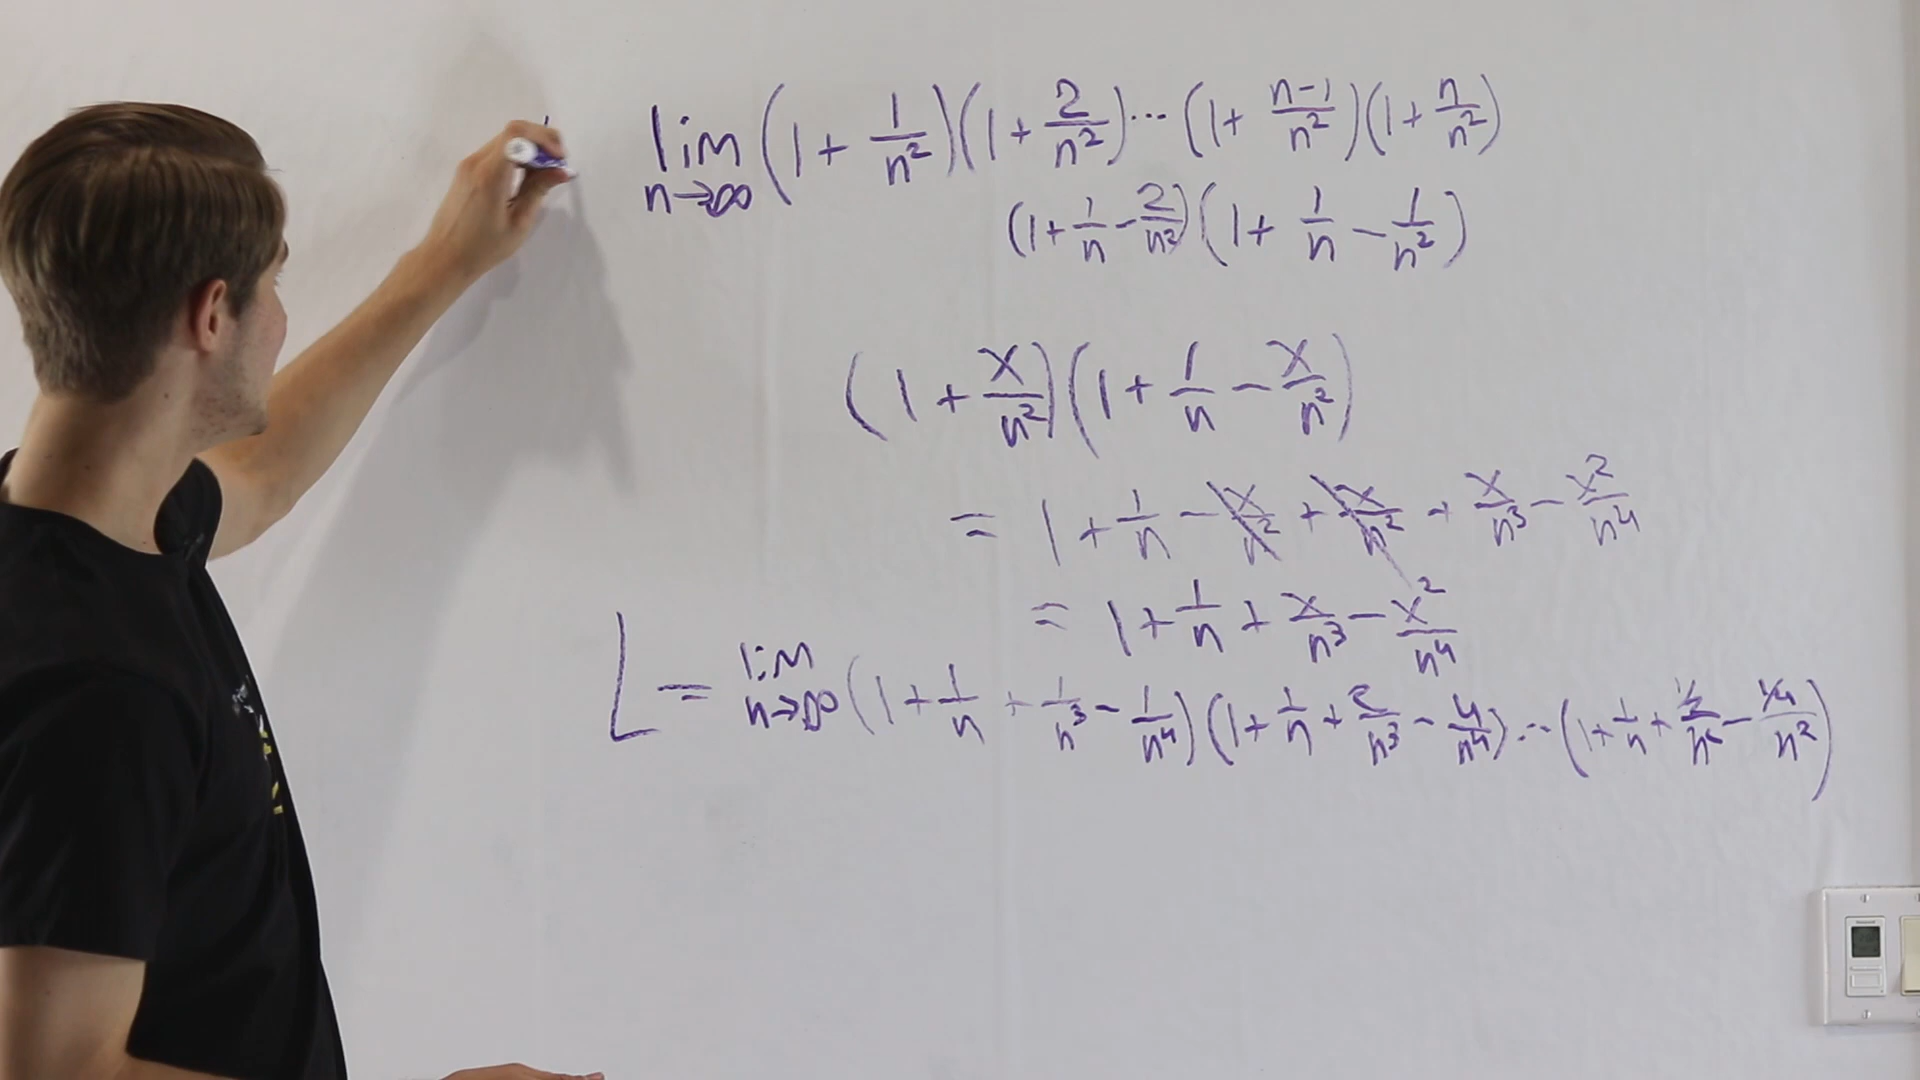 lim n→∞ (1 + 1/n²)(1 + 2/n²)⋯(1 + n-1/n²)(1 + n/n²)
(1 + 1/n - 2/n²)(1 + 1/n - 1/n²)
(1 + x/n²)(1 + 1/n - x/n²)
= 1 + 1/n - x/n² + x/n² + x/n³ - x²/n⁴
= 1 + 1/n + x/n³ - x²/n⁴
L = lim n→∞ (1 + 1/n + 1/n³ - 1/n⁴)(1 + 1/n + 2/n³ - 4/n⁴)⋯(1 + 1/n + ½/n² - ¼/n²)